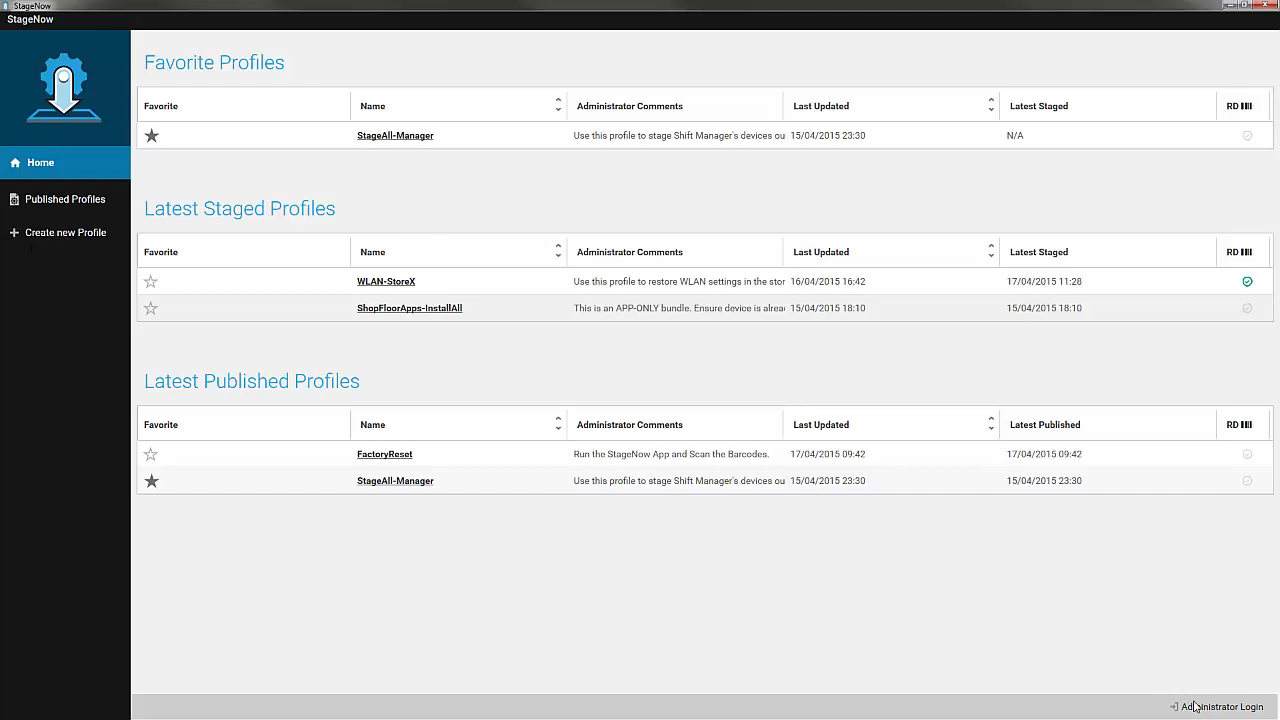 StageNow
StageNow
Home
Published Profiles
Create new Profile
Favorite Profiles
Favorite Name Administrator Comments Last Updated Latest Staged RD
StageAll-Manager Use this profile to stage Shift Manager's devices ou 15/04/2015 23:30 N/A
Latest Staged Profiles
Favorite Name Administrator Comments Last Updated Latest Staged RD
WLAN-StoreX Use this profile to restore WLAN settings in the stor 16/04/2015 16:42 17/04/2015 11:28
ShopFloorApps-InstallAll This is an APP-ONLY bundle. Ensure device is alrea 15/04/2015 18:10 15/04/2015 18:10
Latest Published Profiles
Favorite Name Administrator Comments Last Updated Latest Published RD
FactoryReset Run the StageNow App and Scan the Barcodes. 17/04/2015 09:42 17/04/2015 09:42
StageAll-Manager Use this profile to stage Shift Manager's devices ou 15/04/2015 23:30 15/04/2015 23:30
Administrator Login